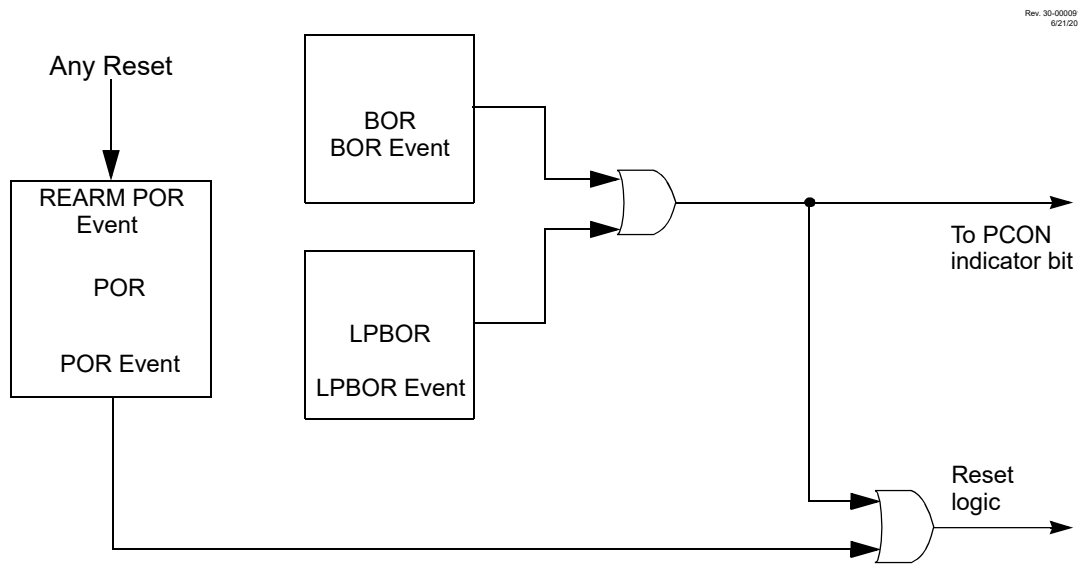 Rev. 30-00009
6/21/20
Any Reset
BOR
BOR Event
REARM POR
Event
To PCON
indicator bit
POR
LPBOR
POR Event
LPBOR Event
Reset
logic